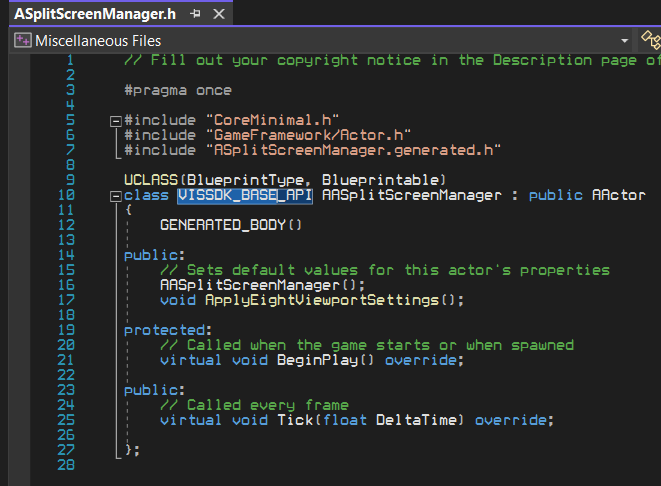 ASplitScreenManager.h
Miscellaneous Files
1 // Fill out your copyright notice in the Description page of
2
3 #pragma once
4
5 #include "CoreMinimal.h"
6 #include "GameFramework/Actor.h"
7 #include "ASplitScreenManager.generated.h"
8
9 UCLASS(BlueprintType, Blueprintable)
10 class VISSDK_BASE_API AASplitScreenManager : public AActor
11 {
12 GENERATED_BODY()
13
14 public:
15 // Sets default values for this actor's properties
16 AASplitScreenManager();
17 void ApplyEightViewportSettings();
18
19 protected:
20 // Called when the game starts or when spawned
21 virtual void BeginPlay() override;
22
23 public:
24 // Called every frame
25 virtual void Tick(float DeltaTime) override;
26
27 };
28